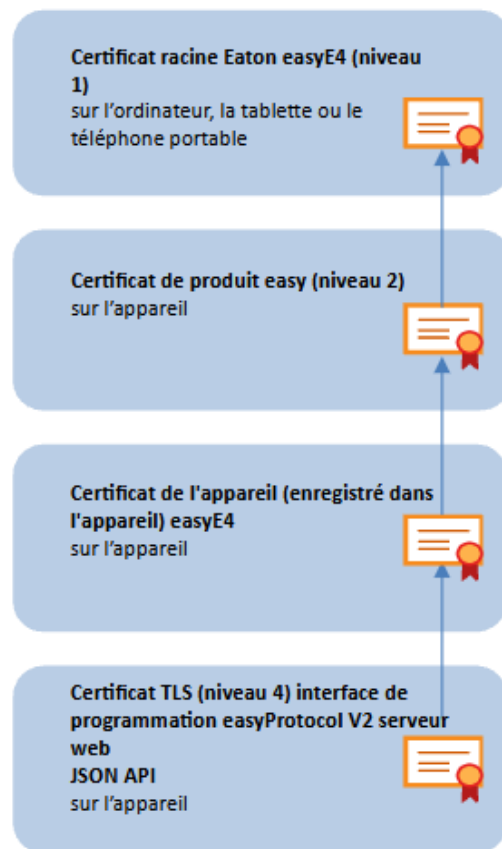 Certificat racine Eaton easyE4 (niveau
1)
sur l'ordinateur, la tablette ou le
téléphone portable
Certificat de produit easy (niveau 2)
sur l'appareil
Certificat de l'appareil (enregistré dans
l'appareil) easyE4
sur l'appareil
Certificat TLS (niveau 4) interface de
programmation easyProtocol V2 serveur
web
JSON API
sur l'appareil